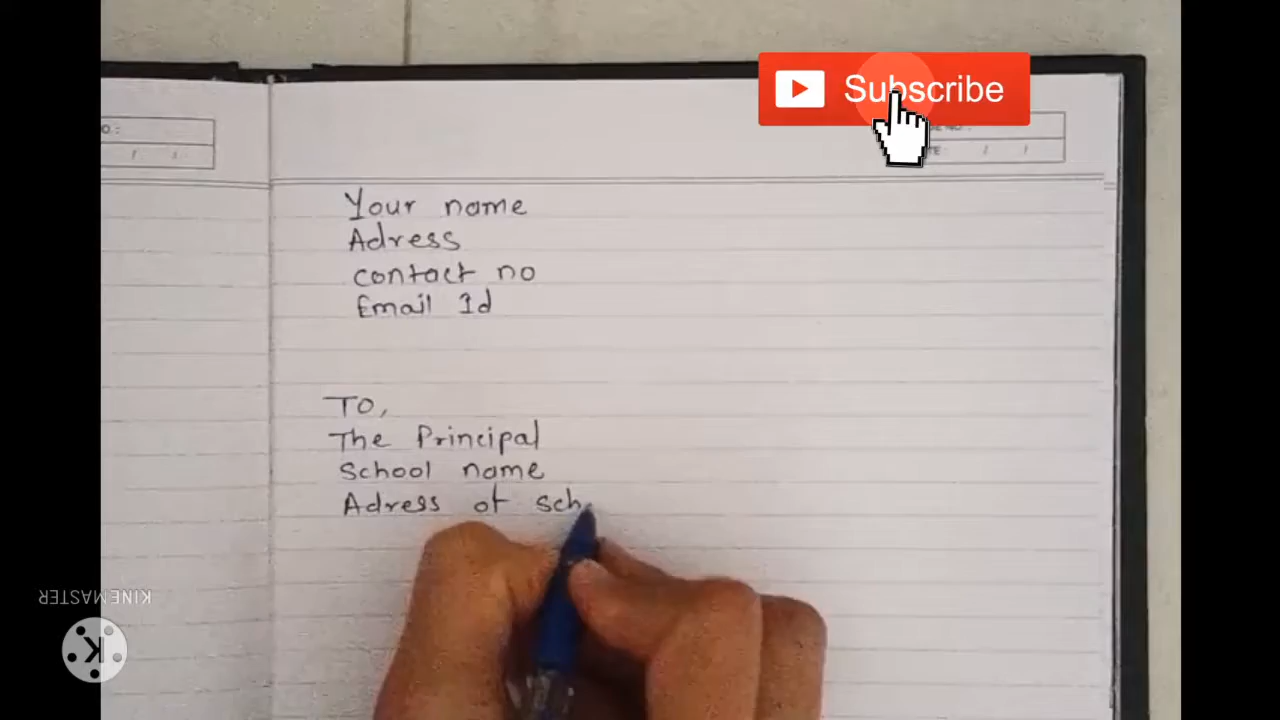 Subscribe
O :
/ /
/ /
Your name
Adress
contact no
Email Id
To,
The Principal
School name
Adress of sch
KINEMASTER